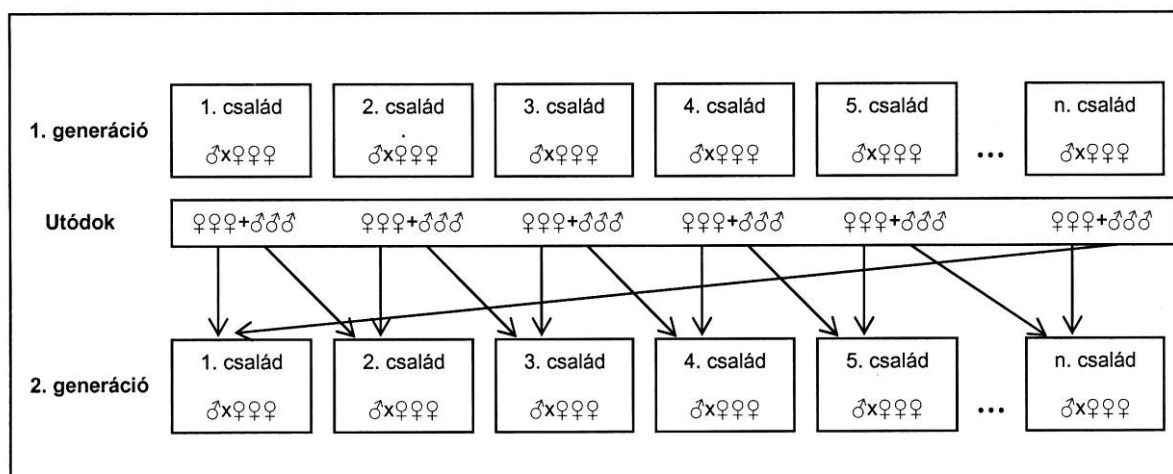 1. család 2. család 3. család 4. család 5. család n. család
1. generáció
♂x♀♀♀ ♂x♀♀♀ ♂x♀♀♀ ♂x♀♀♀ ♂x♀♀♀ ... ♂x♀♀♀
Utódok ♀♀♀+♂♂♂ ♀♀♀+♂♂♂ ♀♀♀+♂♂♂ ♀♀♀+♂♂♂ ♀♀♀+♂♂♂ ♀♀♀+♂♂♂
1. család 2. család 3. család 4. család 5. család n. család
2. generáció
♂x♀♀♀ ♂x♀♀♀ ♂x♀♀♀ ♂x♀♀♀ ♂x♀♀♀ ... ♂x♀♀♀